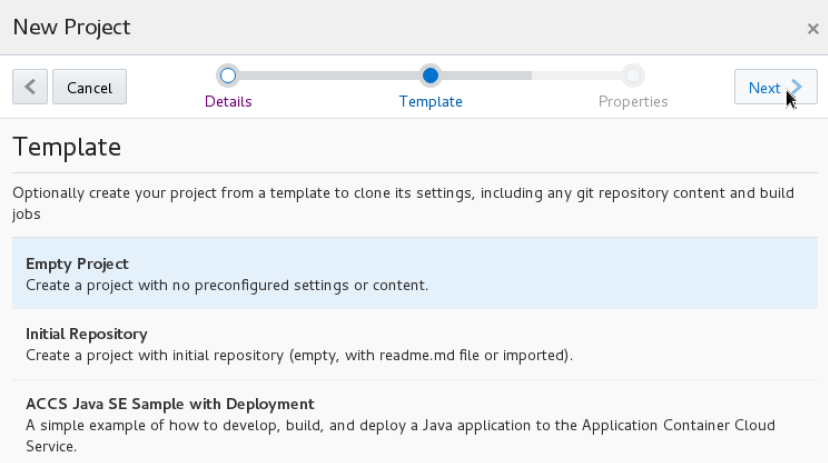 New Project
×
Cancel
Next
Details
Template
Properties
Template
Optionally create your project from a template to clone its settings, including any git repository content and build
jobs
Empty Project
Create a project with no preconfigured settings or content.
Initial Repository
Create a project with initial repository (empty, with readme.md file or imported).
ACCS Java SE Sample with Deployment
A simple example of how to develop, build, and deploy a Java application to the Application Container Cloud
Service.